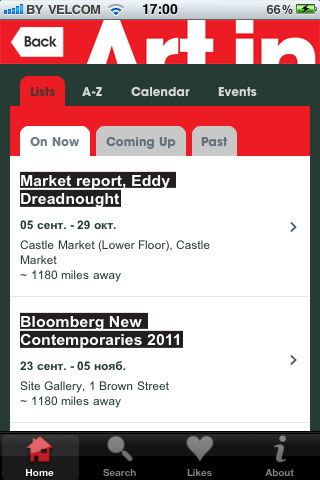 BY VELCOM 17:00 66%
Back Art in
Lists A-Z Calendar Events
On Now Coming Up Past
Market report, Eddy
Dreadnought
05 сент. - 29 окт.
Castle Market (Lower Floor), Castle
Market
~ 1180 miles away
Bloomberg New
Contemporaries 2011
23 сент. - 05 нояб.
Site Gallery, 1 Brown Street
~ 1180 miles away
Home Search Likes About